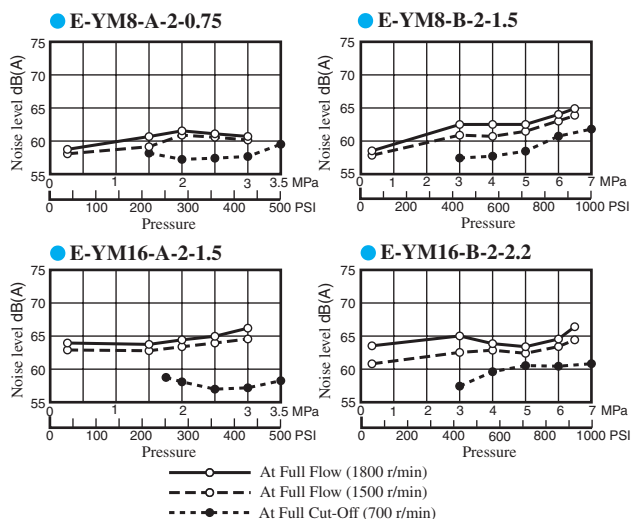 E-YM8-A-2-0.75
Noise level dB(A)
75
70
65
60
55
0 1 2 3 3.5 MPa
0 100 200 300 400 500 PSI
Pressure
E-YM8-B-2-1.5
Noise level dB(A)
75
70
65
60
55
0 1 2 3 4 5 6 7 MPa
0 200 400 600 800 1000 PSI
Pressure
E-YM16-A-2-1.5
Noise level dB(A)
75
70
65
60
55
0 1 2 3 3.5 MPa
0 100 200 300 400 500 PSI
Pressure
E-YM16-B-2-2.2
Noise level dB(A)
75
70
65
60
55
0 1 2 3 4 5 6 7 MPa
0 200 400 600 800 1000 PSI
Pressure
At Full Flow (1800 r/min)
At Full Flow (1500 r/min)
At Full Cut-Off (700 r/min)